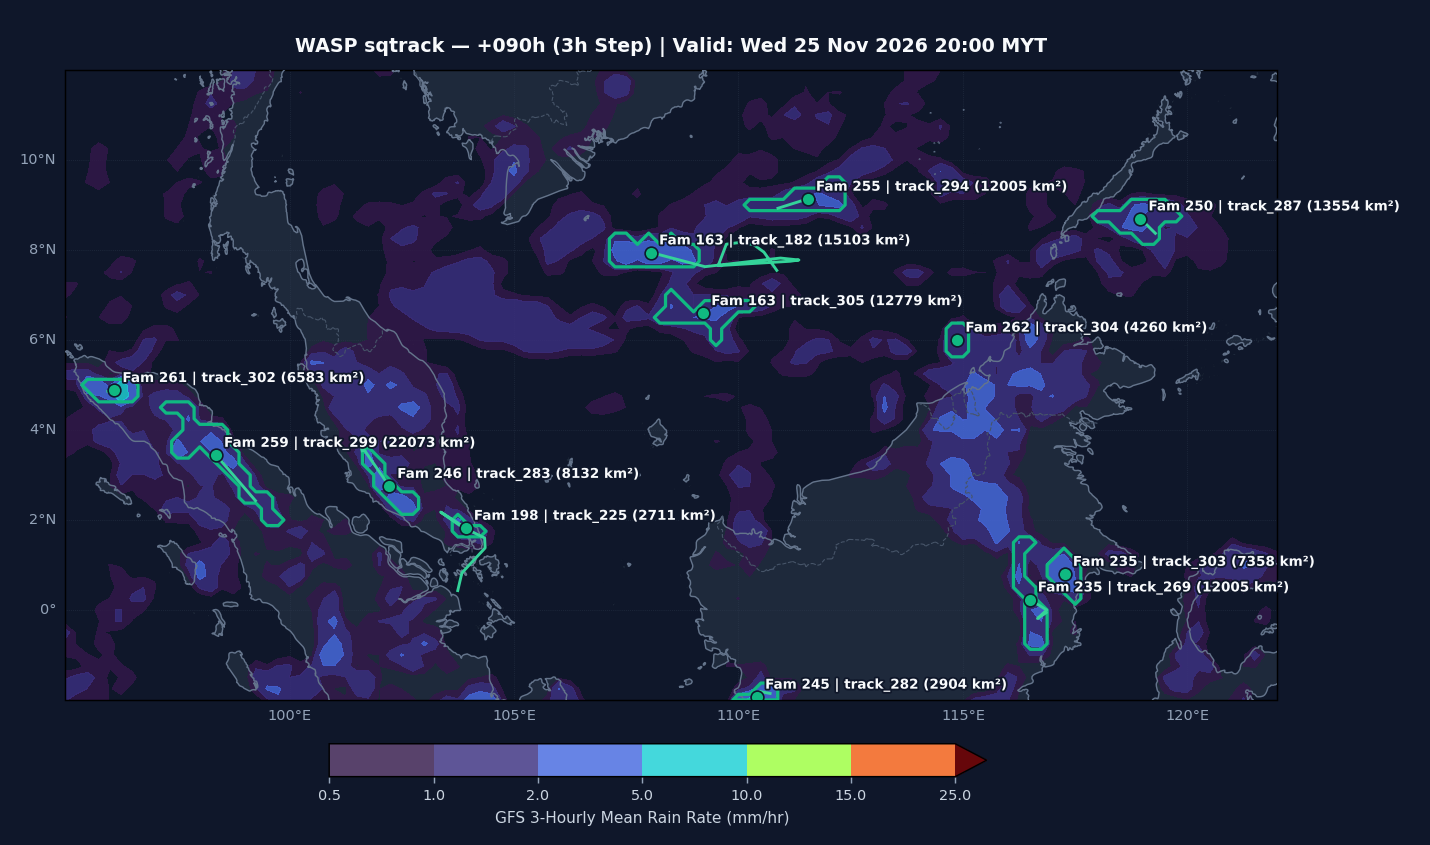 WASP sqtrack — +090h (3h Step) | Valid: Wed 25 Nov 2026 20:00 MYT
10°N
8°N
6°N
4°N
2°N
0°
Fam 255 | track_294 (12005 km²)
Fam 250 | track_287 (13554 km²)
Fam 163 | track_182 (15103 km²)
Fam 163 | track_305 (12779 km²)
Fam 262 | track_304 (4260 km²)
Fam 261 | track_302 (6583 km²)
Fam 259 | track_299 (22073 km²)
Fam 246 | track_283 (8132 km²)
Fam 198 | track_225 (2711 km²)
Fam 235 | track_303 (7358 km²)
Fam 235 | track_269 (12005 km²)
Fam 245 | track_282 (2904 km²)
100°E 105°E 110°E 115°E 120°E
0.5 1.0 2.0 5.0 10.0 15.0 25.0
GFS 3-Hourly Mean Rain Rate (mm/hr)